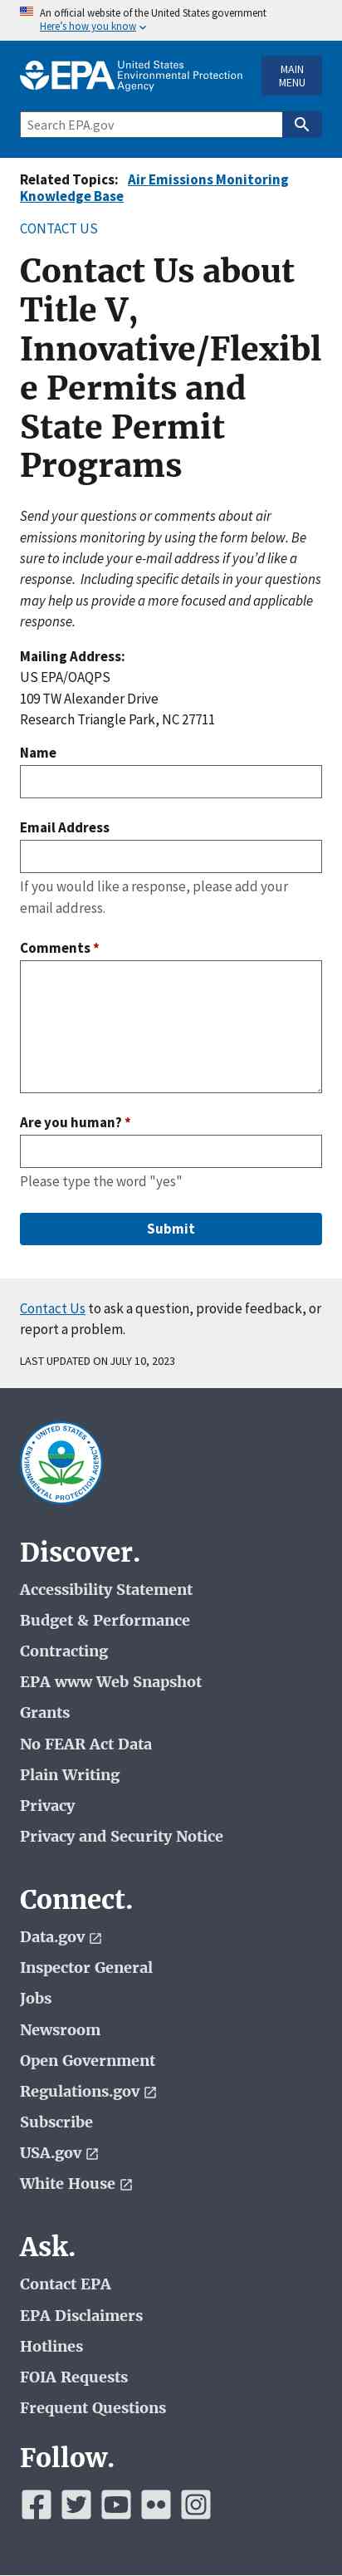 An official website of the United States government
Here's how you know
EPA United States
Environmental Protection
Agency
MAIN
MENU
Search EPA.gov
Related Topics: Air Emissions Monitoring
Knowledge Base
CONTACT US
Contact Us about
Title V,
Innovative/Flexibl
e Permits and
State Permit
Programs
Send your questions or comments about air
emissions monitoring by using the form below. Be
sure to include your e-mail address if you'd like a
response. Including specific details in your questions
may help us provide a more focused and applicable
response.
Mailing Address:
US EPA/OAQPS
109 TW Alexander Drive
Research Triangle Park, NC 27711
Name
Email Address
If you would like a response, please add your
email address.
Comments *
Are you human? *
Please type the word "yes"
Submit
Contact Us to ask a question, provide feedback, or
report a problem.
LAST UPDATED ON JULY 10, 2023
UNITED STATES
ENVIRONMENTAL PROTECTION AGENCY
Discover.
Accessibility Statement
Budget & Performance
Contracting
EPA www Web Snapshot
Grants
No FEAR Act Data
Plain Writing
Privacy
Privacy and Security Notice
Connect.
Data.gov
Inspector General
Jobs
Newsroom
Open Government
Regulations.gov
Subscribe
USA.gov
White House
Ask.
Contact EPA
EPA Disclaimers
Hotlines
FOIA Requests
Frequent Questions
Follow.